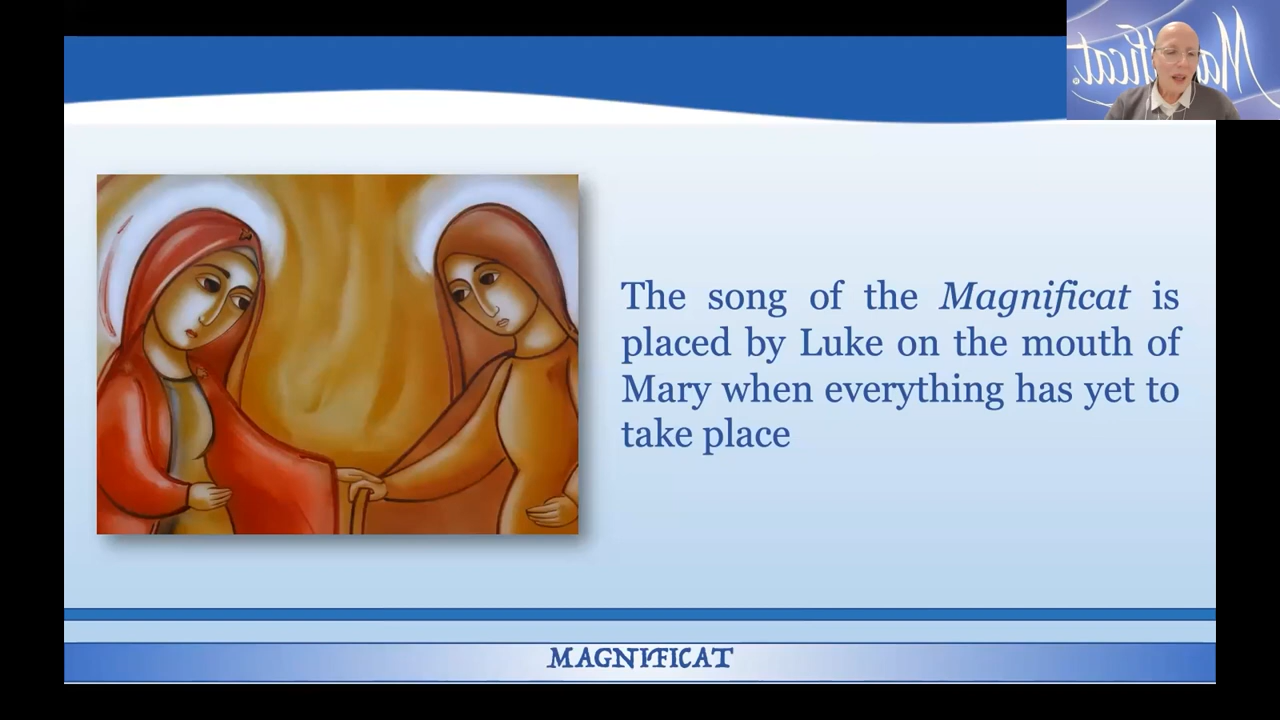 Magnificat
The song of the Magnificat is
placed by Luke on the mouth of
Mary when everything has yet to
take place
MAGNIFICAT